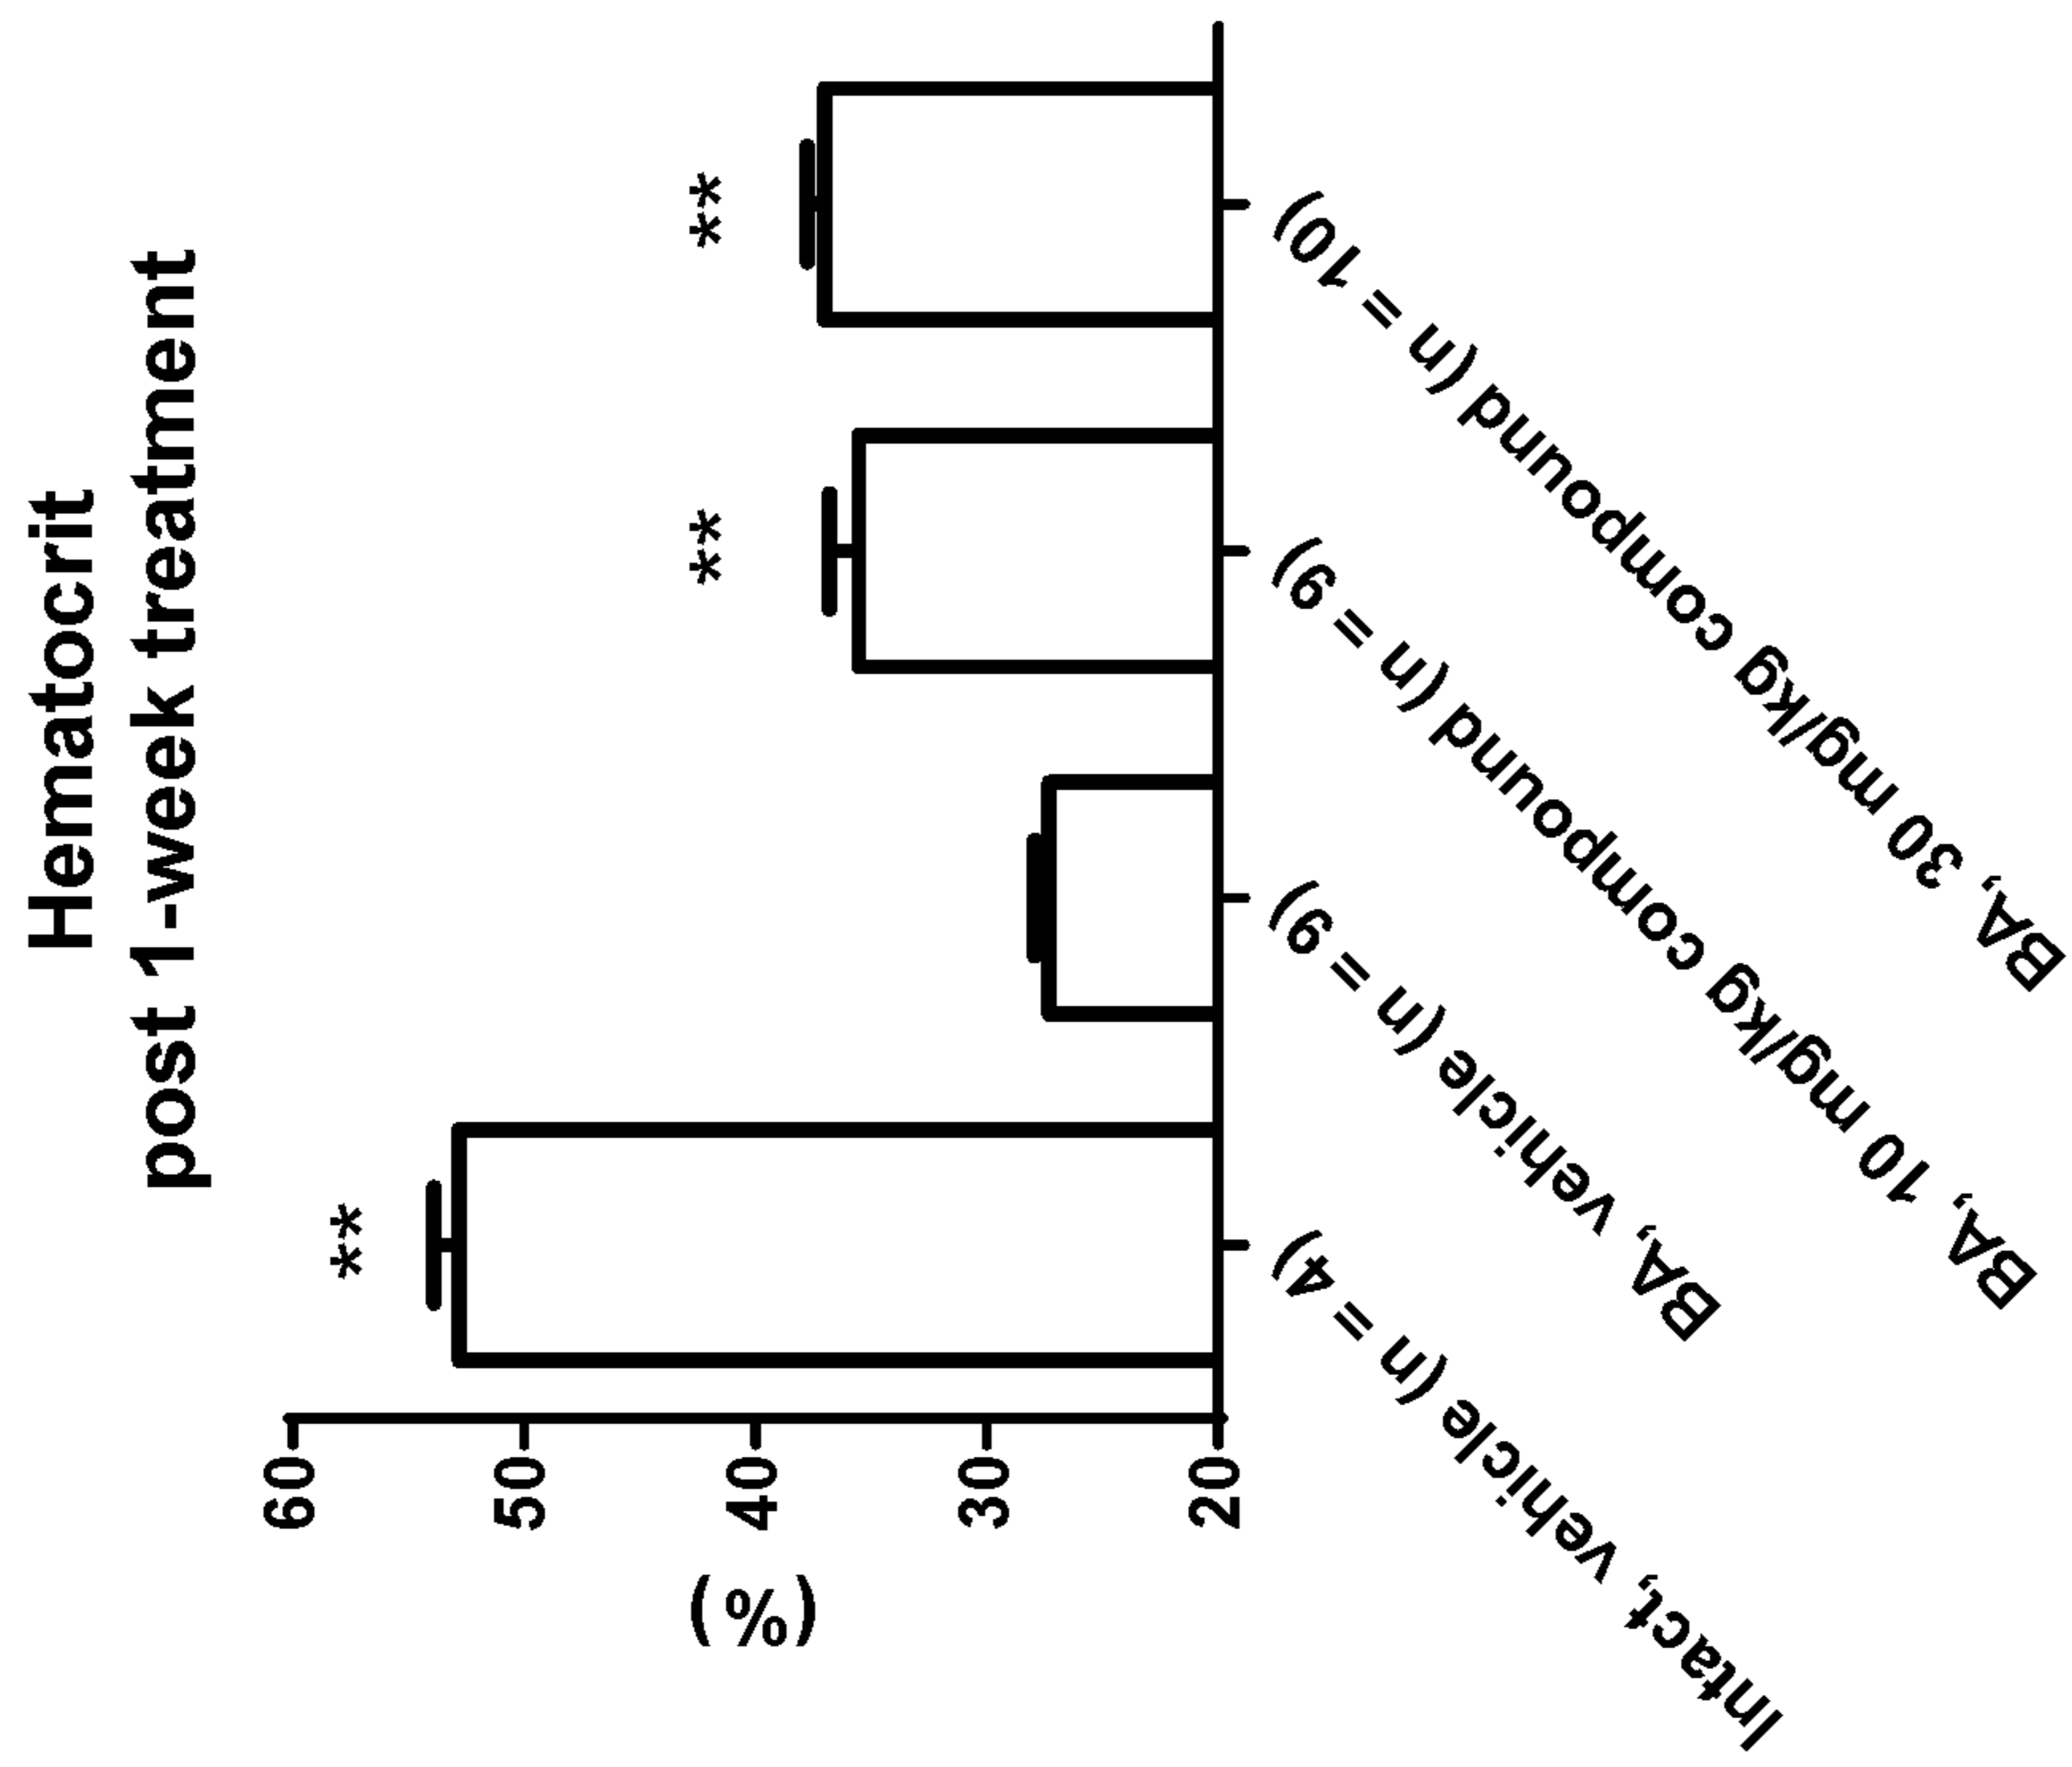 Hematocrit
post 1-week treatment
**
**
**
60
50
40
30
20
(%)
Intact, vehicle (n = 4)
BA, vehicle (n = 9)
BA, 10 mg/kg compound (n = 9)
BA, 30 mg/kg compound (n = 10)